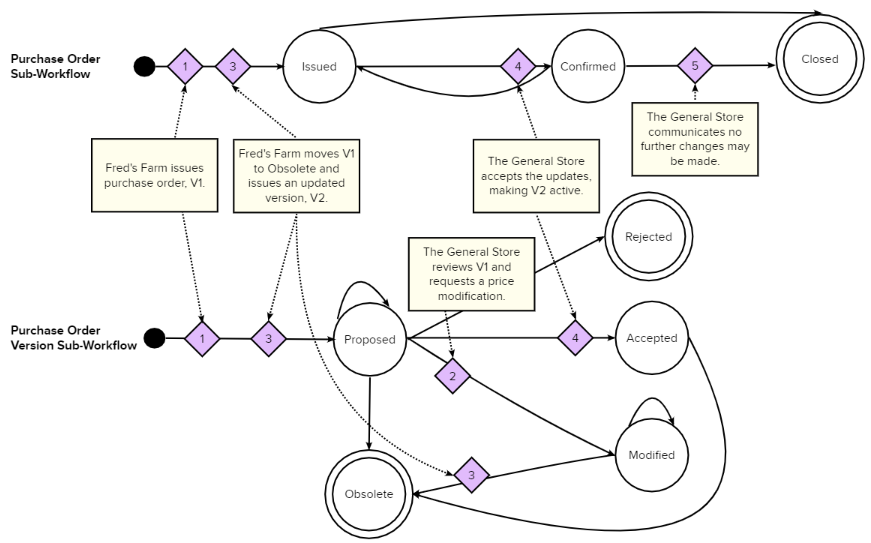 Purchase Order
Sub-Workflow
1
3
Issued
4
Confirmed
5
Closed
Fred's Farm issues
purchase order, V1.
Fred's Farm moves V1
to Obsolete and
issues an updated
version, V2.
The General Store
accepts the updates,
making V2 active.
The General Store
communicates no
further changes may
be made.
The General Store
reviews V1 and
requests a price
modification.
Rejected
Purchase Order
Version Sub-Workflow
1
3
Proposed
4
Accepted
2
Modified
3
Obsolete